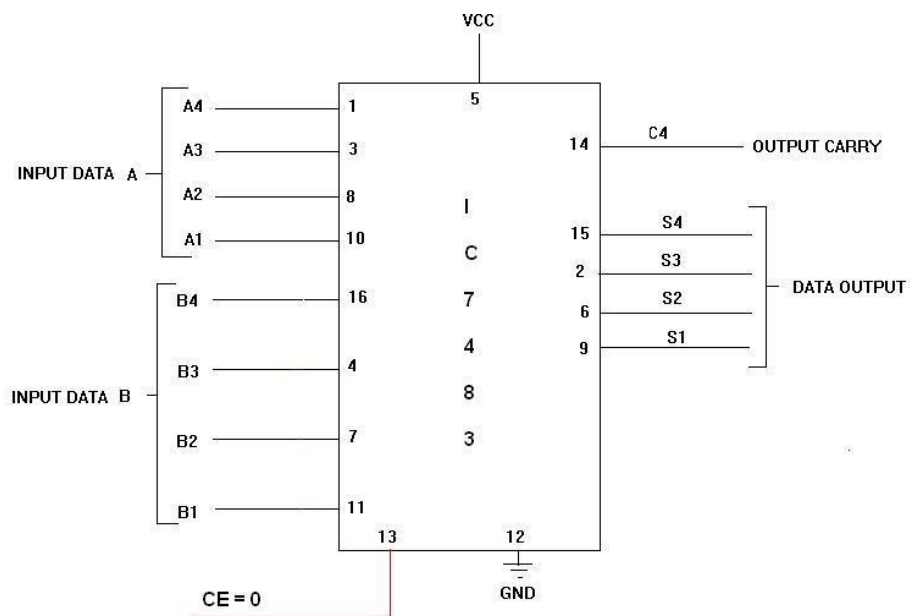 VCC
5
A4 1
14 C4 OUTPUT CARRY
A3 3
INPUT DATA A
A2 8
A1 10
15 S4
2 S3
6 S2
9 S1
DATA OUTPUT
I
C
7
4
8
3
B4 16
B3 4
INPUT DATA B
B2 7
B1 11
13
12
GND
CE = 0